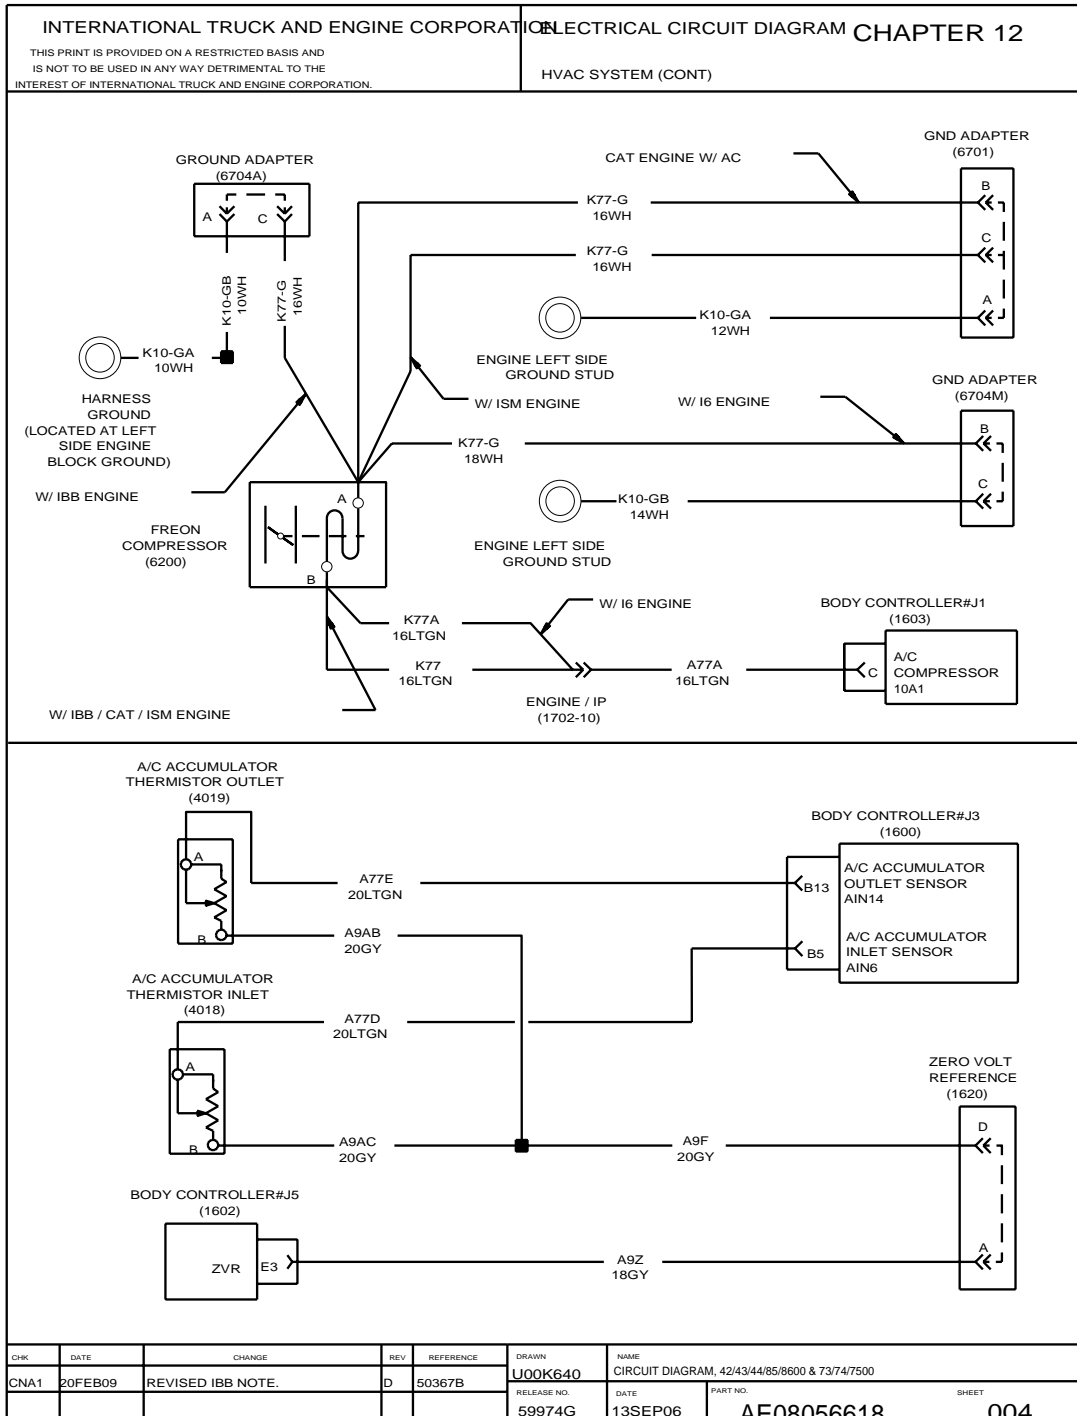 INTERNATIONAL TRUCK AND ENGINE CORPORATION
THIS PRINT IS PROVIDED ON A RESTRICTED BASIS AND
IS NOT TO BE USED IN ANY WAY DETRIMENTAL TO THE
INTEREST OF INTERNATIONAL TRUCK AND ENGINE CORPORATION.
ELECTRICAL CIRCUIT DIAGRAM
CHAPTER 12
HVAC SYSTEM (CONT)
GROUND ADAPTER
(6704A)
A
C
K10-GB
10WH
K77-G
16WH
K10-GA
10WH
HARNESS
GROUND
(LOCATED AT LEFT
SIDE ENGINE
BLOCK GROUND)
W/ IBB ENGINE
CAT ENGINE W/ AC
GND ADAPTER
(6701)
B
C
A
K77-G
16WH
K77-G
16WH
K10-GA
12WH
ENGINE LEFT SIDE
GROUND STUD
W/ ISM ENGINE
W/ I6 ENGINE
GND ADAPTER
(6704M)
B
C
K77-G
18WH
K10-GB
14WH
ENGINE LEFT SIDE
GROUND STUD
FREON
COMPRESSOR
(6200)
A
B
W/ I6 ENGINE
K77A
16LTGN
K77
16LTGN
A77A
16LTGN
ENGINE / IP
(1702-10)
W/ IBB / CAT / ISM ENGINE
BODY CONTROLLER#J1
(1603)
C
A/C
COMPRESSOR
10A1
A/C ACCUMULATOR
THERMISTOR OUTLET
(4019)
A
B
A77E
20LTGN
A9AB
20GY
BODY CONTROLLER#J3
(1600)
B13
A/C ACCUMULATOR
OUTLET SENSOR
AIN14
B5
A/C ACCUMULATOR
INLET SENSOR
AIN6
A/C ACCUMULATOR
THERMISTOR INLET
(4018)
A
B
A77D
20LTGN
A9AC
20GY
A9F
20GY
ZERO VOLT
REFERENCE
(1620)
D
A
BODY CONTROLLER#J5
(1602)
ZVR
E3
A9Z
18GY
CHK DATE CHANGE REV REFERENCE
CNA1 20FEB09 REVISED IBB NOTE. D 50367B
DRAWN
U00K640
NAME
CIRCUIT DIAGRAM, 42/43/44/85/8600 & 73/74/7500
RELEASE NO.
59974G
DATE
13SEP06
PART NO.
AE08056618
SHEET
004